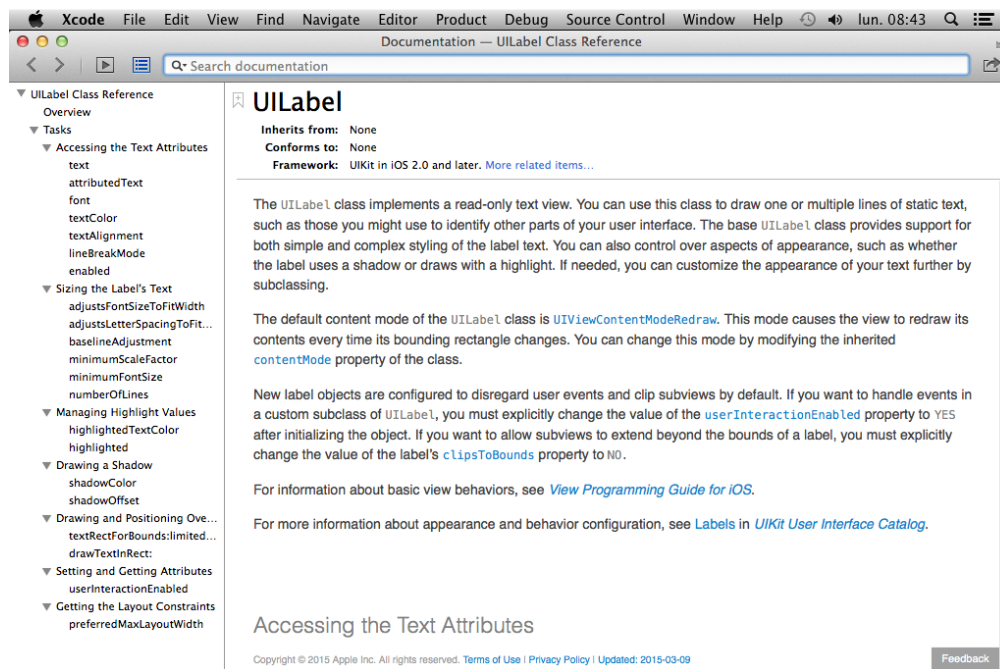 Xcode File Edit View Find Navigate Editor Product Debug Source Control Window Help lun. 08:43
Documentation — UILabel Class Reference
Search documentation
UILabel Class Reference
Overview
Tasks
Accessing the Text Attributes
text
attributedText
font
textColor
textAlignment
lineBreakMode
enabled
Sizing the Label's Text
adjustsFontSizeToFitWidth
adjustsLetterSpacingToFit...
baselineAdjustment
minimumScaleFactor
minimumFontSize
numberOfLines
Managing Highlight Values
highlightedTextColor
highlighted
Drawing a Shadow
shadowColor
shadowOffset
Drawing and Positioning Ove...
textRectForBounds:limited...
drawTextInRect:
Setting and Getting Attributes
userInteractionEnabled
Getting the Layout Constraints
preferredMaxLayoutWidth
UILabel
Inherits from: None
Conforms to: None
Framework: UIKit in iOS 2.0 and later. More related items...
The UILabel class implements a read-only text view. You can use this class to draw one or multiple lines of static text,
such as those you might use to identify other parts of your user interface. The base UILabel class provides support for
both simple and complex styling of the label text. You can also control over aspects of appearance, such as whether
the label uses a shadow or draws with a highlight. If needed, you can customize the appearance of your text further by
subclassing.
The default content mode of the UILabel class is UIViewContentModeRedraw. This mode causes the view to redraw its
contents every time its bounding rectangle changes. You can change this mode by modifying the inherited
contentMode property of the class.
New label objects are configured to disregard user events and clip subviews by default. If you want to handle events in
a custom subclass of UILabel, you must explicitly change the value of the userInteractionEnabled property to YES
after initializing the object. If you want to allow subviews to extend beyond the bounds of a label, you must explicitly
change the value of the label's clipsToBounds property to NO.
For information about basic view behaviors, see View Programming Guide for iOS.
For more information about appearance and behavior configuration, see Labels in UIKit User Interface Catalog.
Accessing the Text Attributes
Copyright © 2015 Apple Inc. All rights reserved. Terms of Use | Privacy Policy | Updated: 2015-03-09
Feedback